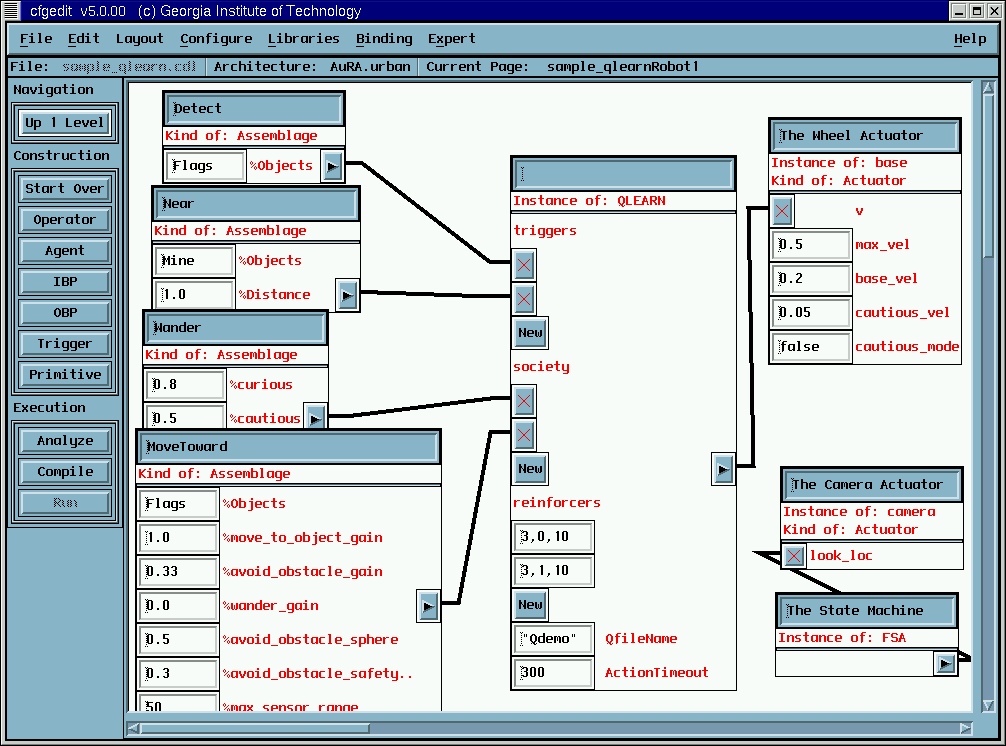 cfgedit v5.0.00 (c) Georgia Institute of Technology
File Edit Layout Configure Libraries Binding Expert Help
File: sample_qlearn.cdl Architecture: AuRA.urban Current Page: sample_qlearnRobot1
Navigation
Up 1 Level
Construction
Start Over
Operator
Agent
IBP
OBP
Trigger
Primitive
Execution
Analyze
Compile
Run
Detect
Kind of: Assemblage
Flags %Objects
Near
Kind of: Assemblage
Mine %Objects
1.0 %Distance
Wander
Kind of: Assemblage
0.8 %curious
0.5 %cautious
MoveToward
Kind of: Assemblage
Flags %Objects
1.0 %move_to_object_gain
0.33 %avoid_obstacle_gain
0.0 %wander_gain
0.5 %avoid_obstacle_sphere
0.3 %avoid_obstacle_safety..
50 %max_sensor_range
Instance of: QLEARN
triggers
New
society
New
reinforcers
3,0,10
3,1,10
New
"Qdemo" QfileName
300 ActionTimeout
The Wheel Actuator
Instance of: base
Kind of: Actuator
v
0.5 max_vel
0.2 base_vel
0.05 cautious_vel
false cautious_mode
The Camera Actuator
Instance of: camera
Kind of: Actuator
look_loc
The State Machine
Instance of: FSA